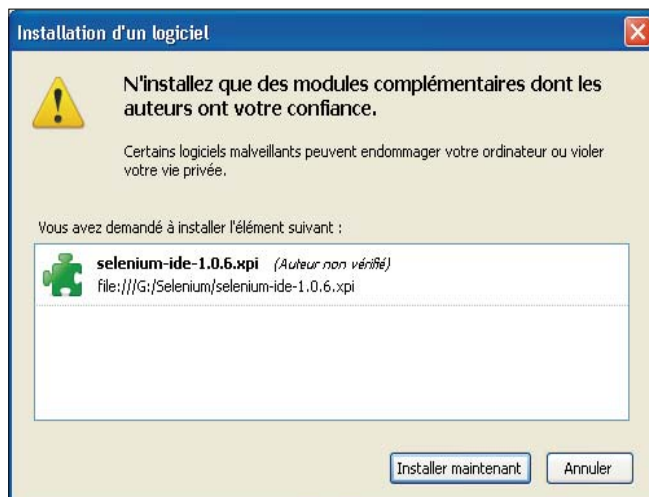 Installation d'un logiciel
N'installez que des modules complémentaires dont les
auteurs ont votre confiance.
Certains logiciels malveillants peuvent endommager votre ordinateur ou violer
votre vie privée.
Vous avez demandé à installer l'élément suivant :
selenium-ide-1.0.6.xpi (Auteur non vérifié)
file:///G:/Selenium/selenium-ide-1.0.6.xpi
Installer maintenant Annuler